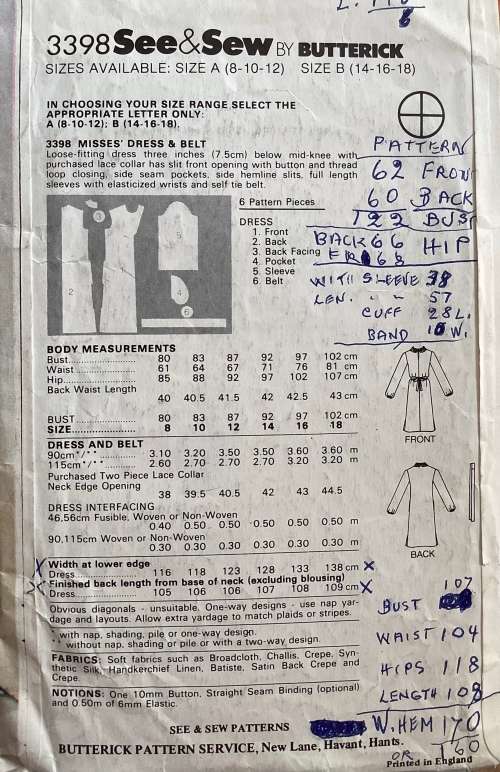 3398 See&Sew BY BUTTERICK
SIZES AVAILABLE: SIZE A (8-10-12) SIZE B (14-16-18)
IN CHOOSING YOUR SIZE RANGE SELECT THE
APPROPRIATE LETTER ONLY:
A (8-10-12); B (14-16-18).
3398 MISSES' DRESS & BELT
Loose-fitting dress three inches (7.5cm) below mid-knee with
purchased lace collar has slit front opening with button and thread
loop closing, side seam pockets, side hemline slits, full length
sleeves with elasticized wrists and self tie belt.
6 Pattern Pieces
DRESS
1. Front
2. Back
3. Back Facing
4. Pocket
5. Sleeve
6. Belt
2
1
3
5
4
6
PATTERN
62 FRONT
60 BACK
122 BUST
BACK 66 HIP
FR 68
WITH SLEEVE 38
LEN. " " 57
CUFF 28 L.
BAND 10 W.
BODY MEASUREMENTS
Bust 80 83 87 92 97 102 cm
Waist 61 64 67 71 76 81 cm
Hip 85 88 92 97 102 107 cm
Back Waist Length
40 40.5 41.5 42 42.5 43 cm
BUST 80 83 87 92 97 102 cm
SIZE 8 10 12 14 16 18
DRESS AND BELT
90cm*/** 3.10 3.20 3.50 3.50 3.60 3.60 m
115cm*/** 2.60 2.70 2.70 2.70 3.20 3.20 m
Purchased Two Piece Lace Collar
Neck Edge Opening
38 39.5 40.5 42 43 44.5
DRESS INTERFACING
46,56cm Fusible, Woven or Non-Woven
0.40 0.50 0.50 0.50 0.50 0.50 m
90,115cm Woven or Non-Woven
0.30 0.30 0.30 0.30 0.30 0.30 m
FRONT
BACK
X Width at lower edge
Dress 116 118 123 128 133 138 cm X
X Finished back length from base of neck (excluding blousing)
Dress 105 106 106 107 108 109 cm X
Obvious diagonals - unsuitable. One-way designs - use nap yar-
dage and layouts. Allow extra yardage to match plaids or stripes.
* with nap, shading, pile or one-way design.
** without nap, shading or pile or with a two-way design.
FABRICS: Soft fabrics such as Broadcloth, Challis, Crepe, Syn-
thetic Silk, Handkerchief Linen, Batiste, Satin Back Crepe and
Crepe.
NOTIONS: One 10mm Button, Straight Seam Binding (optional)
and 0.50m of 6mm Elastic.
BUST 107
WAIST 104
HIPS 118
LENGTH 108
W. HEM 170
OR 160
SEE & SEW PATTERNS
BUTTERICK PATTERN SERVICE, New Lane, Havant, Hants.
Printed in England